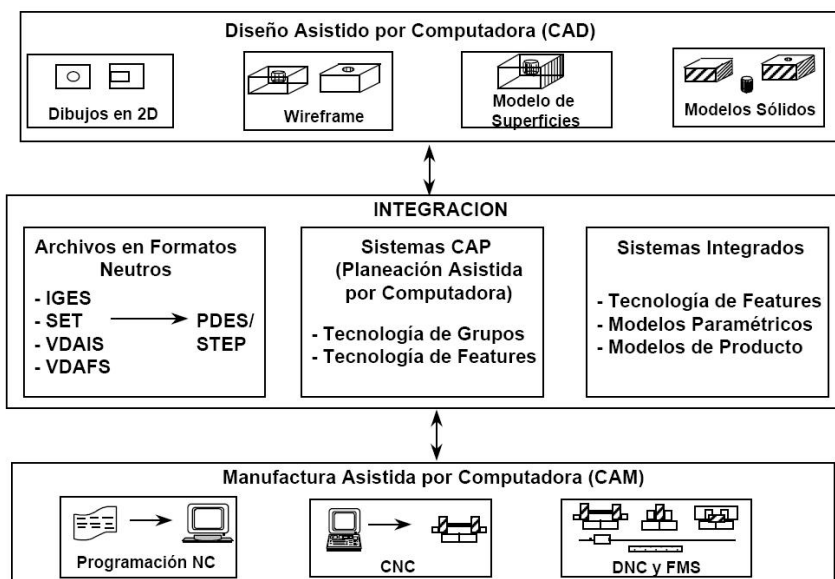 Diseño Asistido por Computadora (CAD)
Dibujos en 2D
Wireframe
Modelo de
Superficies
Modelos Sólidos
INTEGRACION
Archivos en Formatos
Neutros
- IGES
- SET
- VDAIS
- VDAFS
PDES/
STEP
Sistemas CAP
(Planeación Asistida
por Computadora)
- Tecnología de Grupos
- Tecnología de Features
Sistemas Integrados
- Tecnología de Features
- Modelos Paramétricos
- Modelos de Producto
Manufactura Asistida por Computadora (CAM)
Programación NC
CNC
DNC y FMS